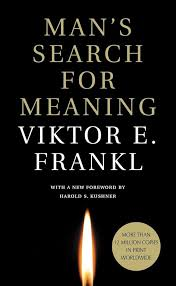 MAN'S
SEARCH
FOR
MEANING
VIKTOR E.
FRANKL
WITH A NEW FOREWORD BY
HAROLD S. KUSHNER
MORE THAN
12 MILLION COPIES
IN PRINT
WORLDWIDE